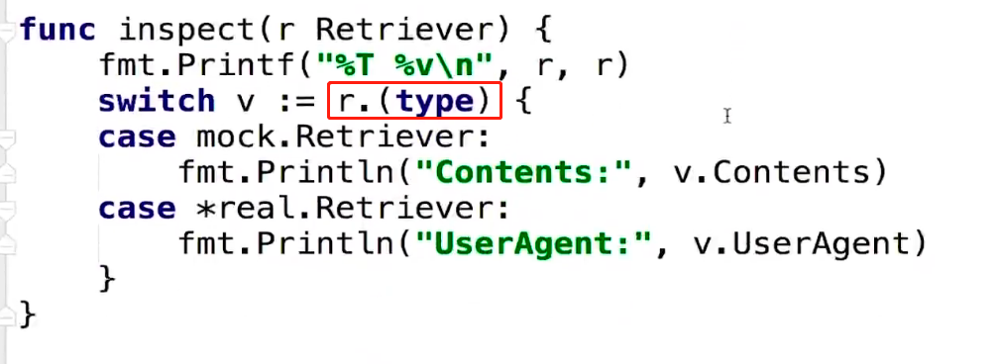 func inspect(r Retriever) {
    fmt.Printf("%T %v\n", r, r)
    switch v := r.(type) {
    case mock.Retriever:
        fmt.Println("Contents:", v.Contents)
    case *real.Retriever:
        fmt.Println("UserAgent:", v.UserAgent)
    }
}